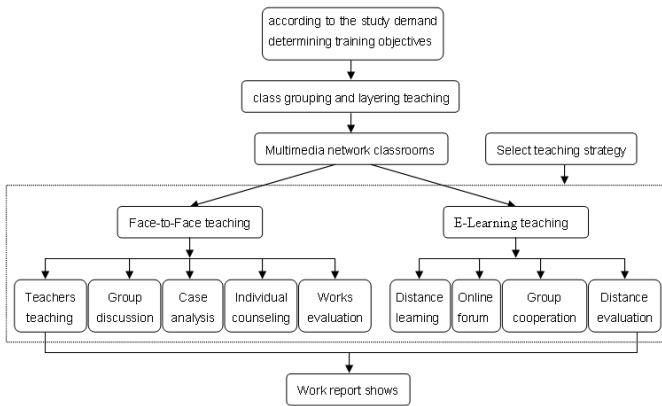 according to the study demand
determining training objectives
class grouping and layering teaching
Multimedia network classrooms
Select teaching strategy
Face-to-Face teaching
E-Learning teaching
Teachers
teaching
Group
discussion
Case
analysis
Individual
counseling
Works
evaluation
Distance
learning
Online
forum
Group
cooperation
Distance
evaluation
Work report shows